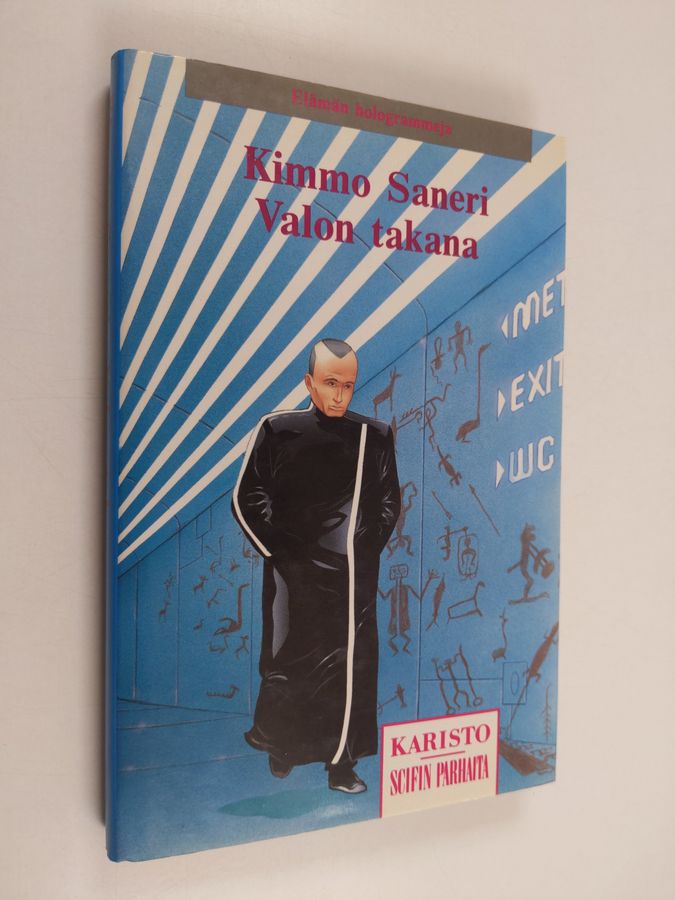 Elämän hologrammeja
Kimmo Saneri
Valon takana
MET
EXIT
WC
KARISTO
SCIFIN PARHAITA